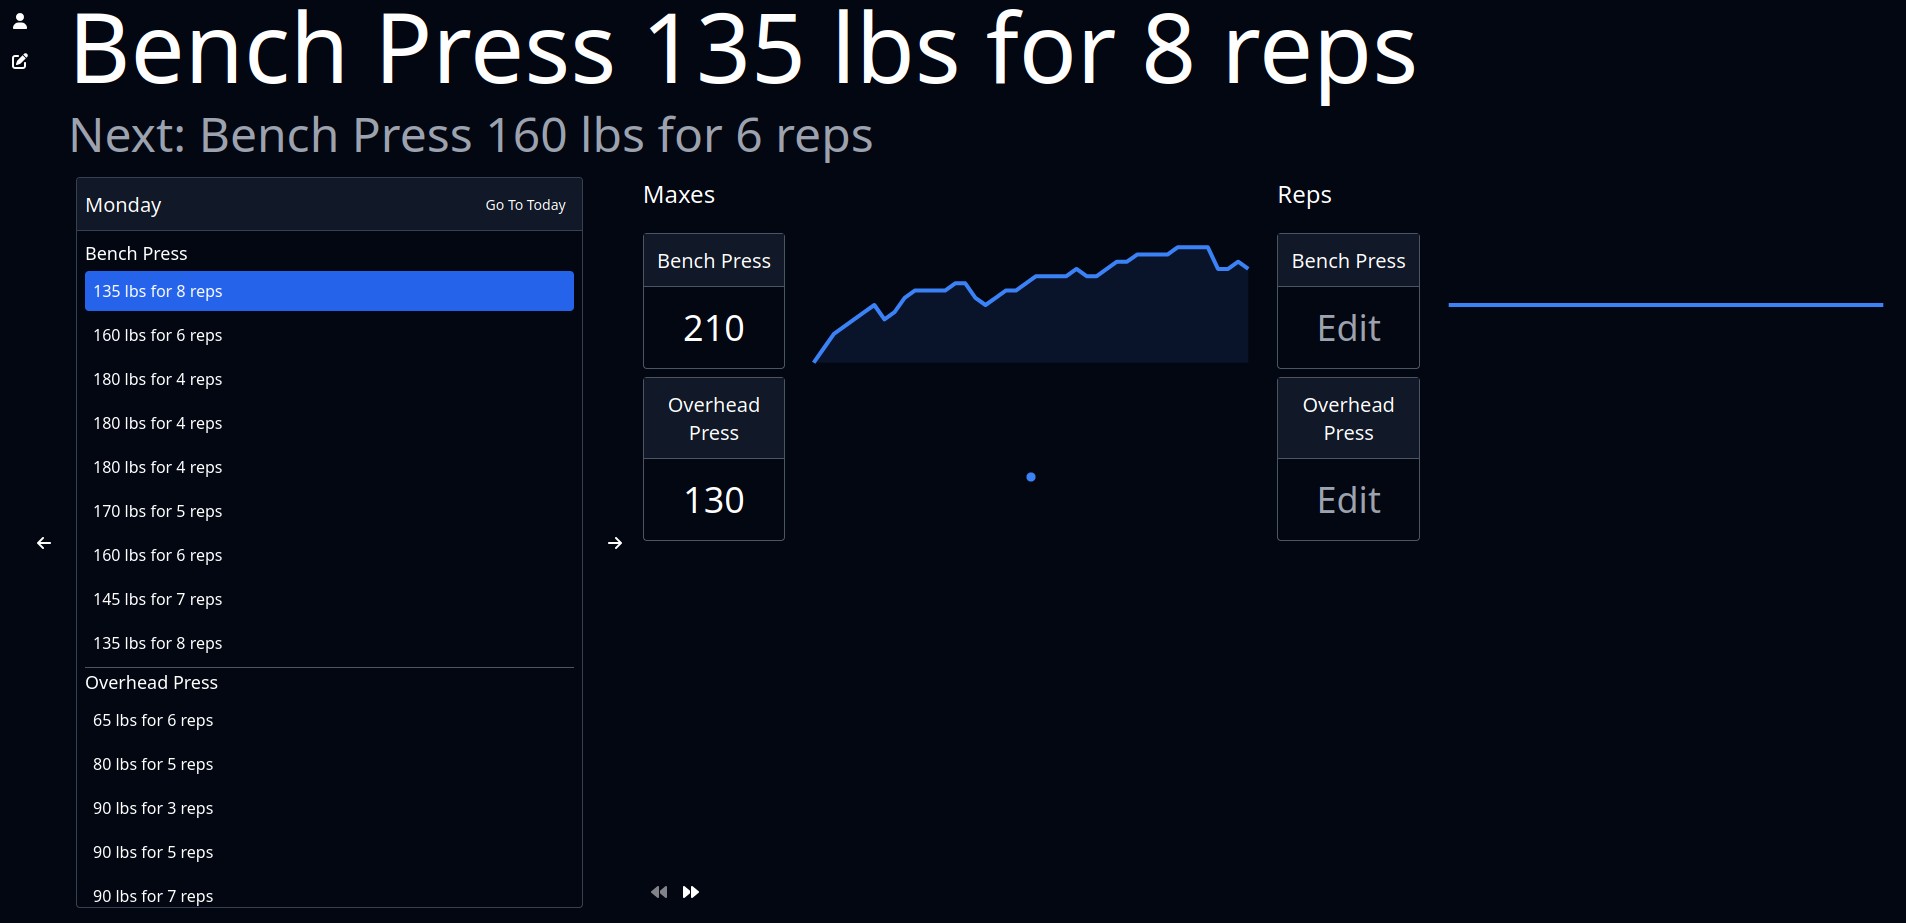 Bench Press 135 lbs for 8 reps
Next: Bench Press 160 lbs for 6 reps
Monday
Go To Today
Bench Press
135 lbs for 8 reps
160 lbs for 6 reps
180 lbs for 4 reps
180 lbs for 4 reps
180 lbs for 4 reps
170 lbs for 5 reps
160 lbs for 6 reps
145 lbs for 7 reps
135 lbs for 8 reps
Overhead Press
65 lbs for 6 reps
80 lbs for 5 reps
90 lbs for 3 reps
90 lbs for 5 reps
90 lbs for 7 reps
Maxes
Bench Press
210
Overhead
Press
130
Reps
Bench Press
Edit
Overhead
Press
Edit